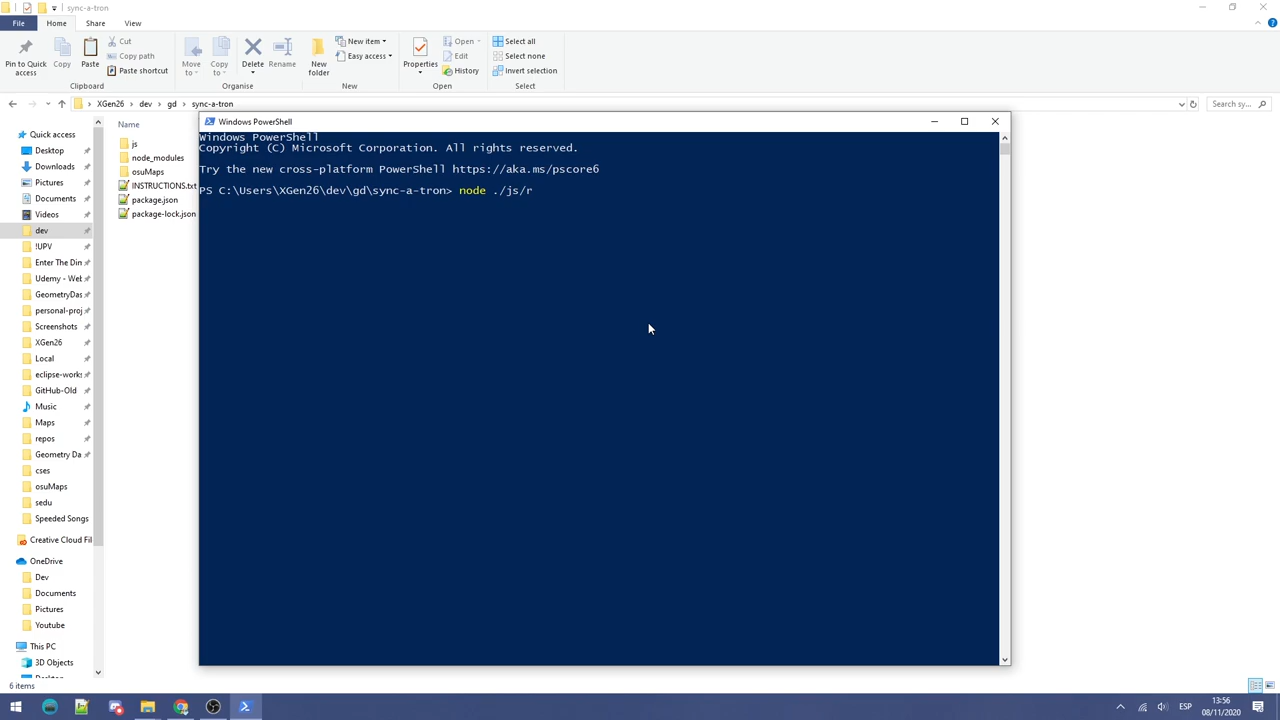 sync-a-tron
File
Home
Share
View
Pin to Quick access
Copy
Paste
Cut
Copy path
Paste shortcut
Clipboard
Move to
Copy to
Delete
Rename
Organise
New folder
New item
Easy access
New
Properties
Open
Edit
History
Open
Select all
Select none
Invert selection
Select
XGen26 › dev › gd › sync-a-tron
Search sy...
Name
Quick access
Desktop
Downloads
Pictures
Documents
Videos
dev
!UPV
Enter The Din
Udemy - Web
GeometryDas
personal-proj
Screenshots
XGen26
Local
eclipse-works
GitHub-Old
Music
Maps
repos
Geometry Da
cses
osuMaps
sedu
Speeded Songs
Creative Cloud Fil
OneDrive
Dev
Documents
Pictures
Youtube
This PC
3D Objects
js
node_modules
osuMaps
INSTRUCTIONS.txt
package.json
package-lock.json
Windows PowerShell
Windows PowerShell
Copyright (C) Microsoft Corporation. All rights reserved.
Try the new cross-platform PowerShell https://aka.ms/pscore6
PS C:\Users\XGen26\dev\gd\sync-a-tron> node ./js/r
6 items
ESP
13:56
08/11/2020